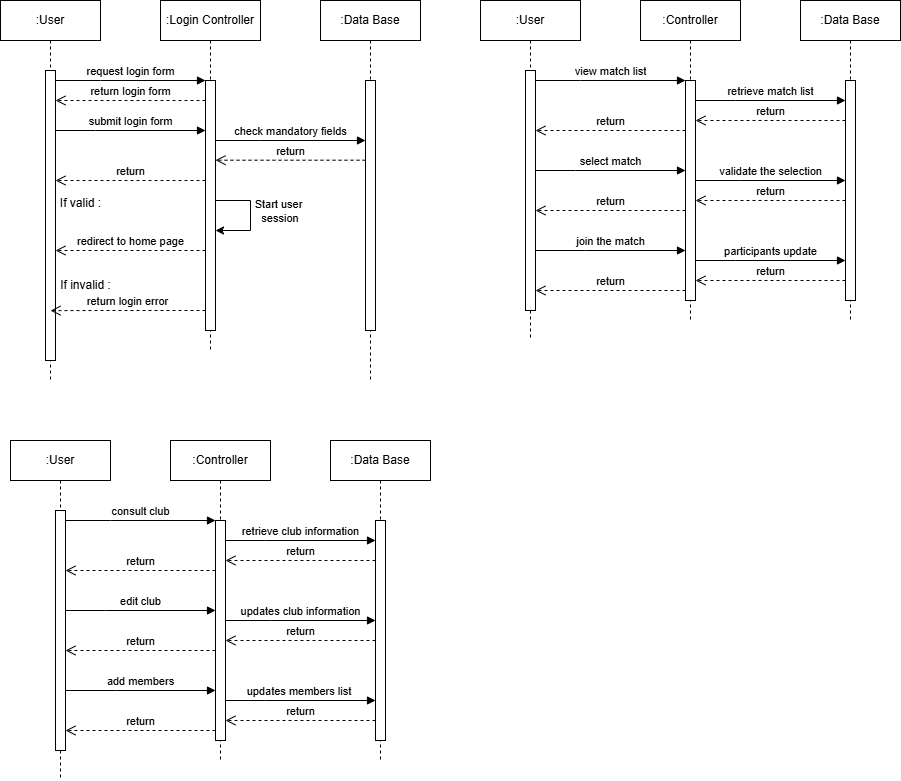 :User
:Login Controller
:Data Base
request login form
return login form
submit login form
check mandatory fields
return
return
If valid :
Start user
session
redirect to home page
If invalid :
return login error
:User
:Controller
:Data Base
view match list
retrieve match list
return
return
select match
validate the selection
return
return
join the match
participants update
return
return
:User
:Controller
:Data Base
consult club
retrieve club information
return
return
edit club
updates club information
return
return
add members
updates members list
return
return